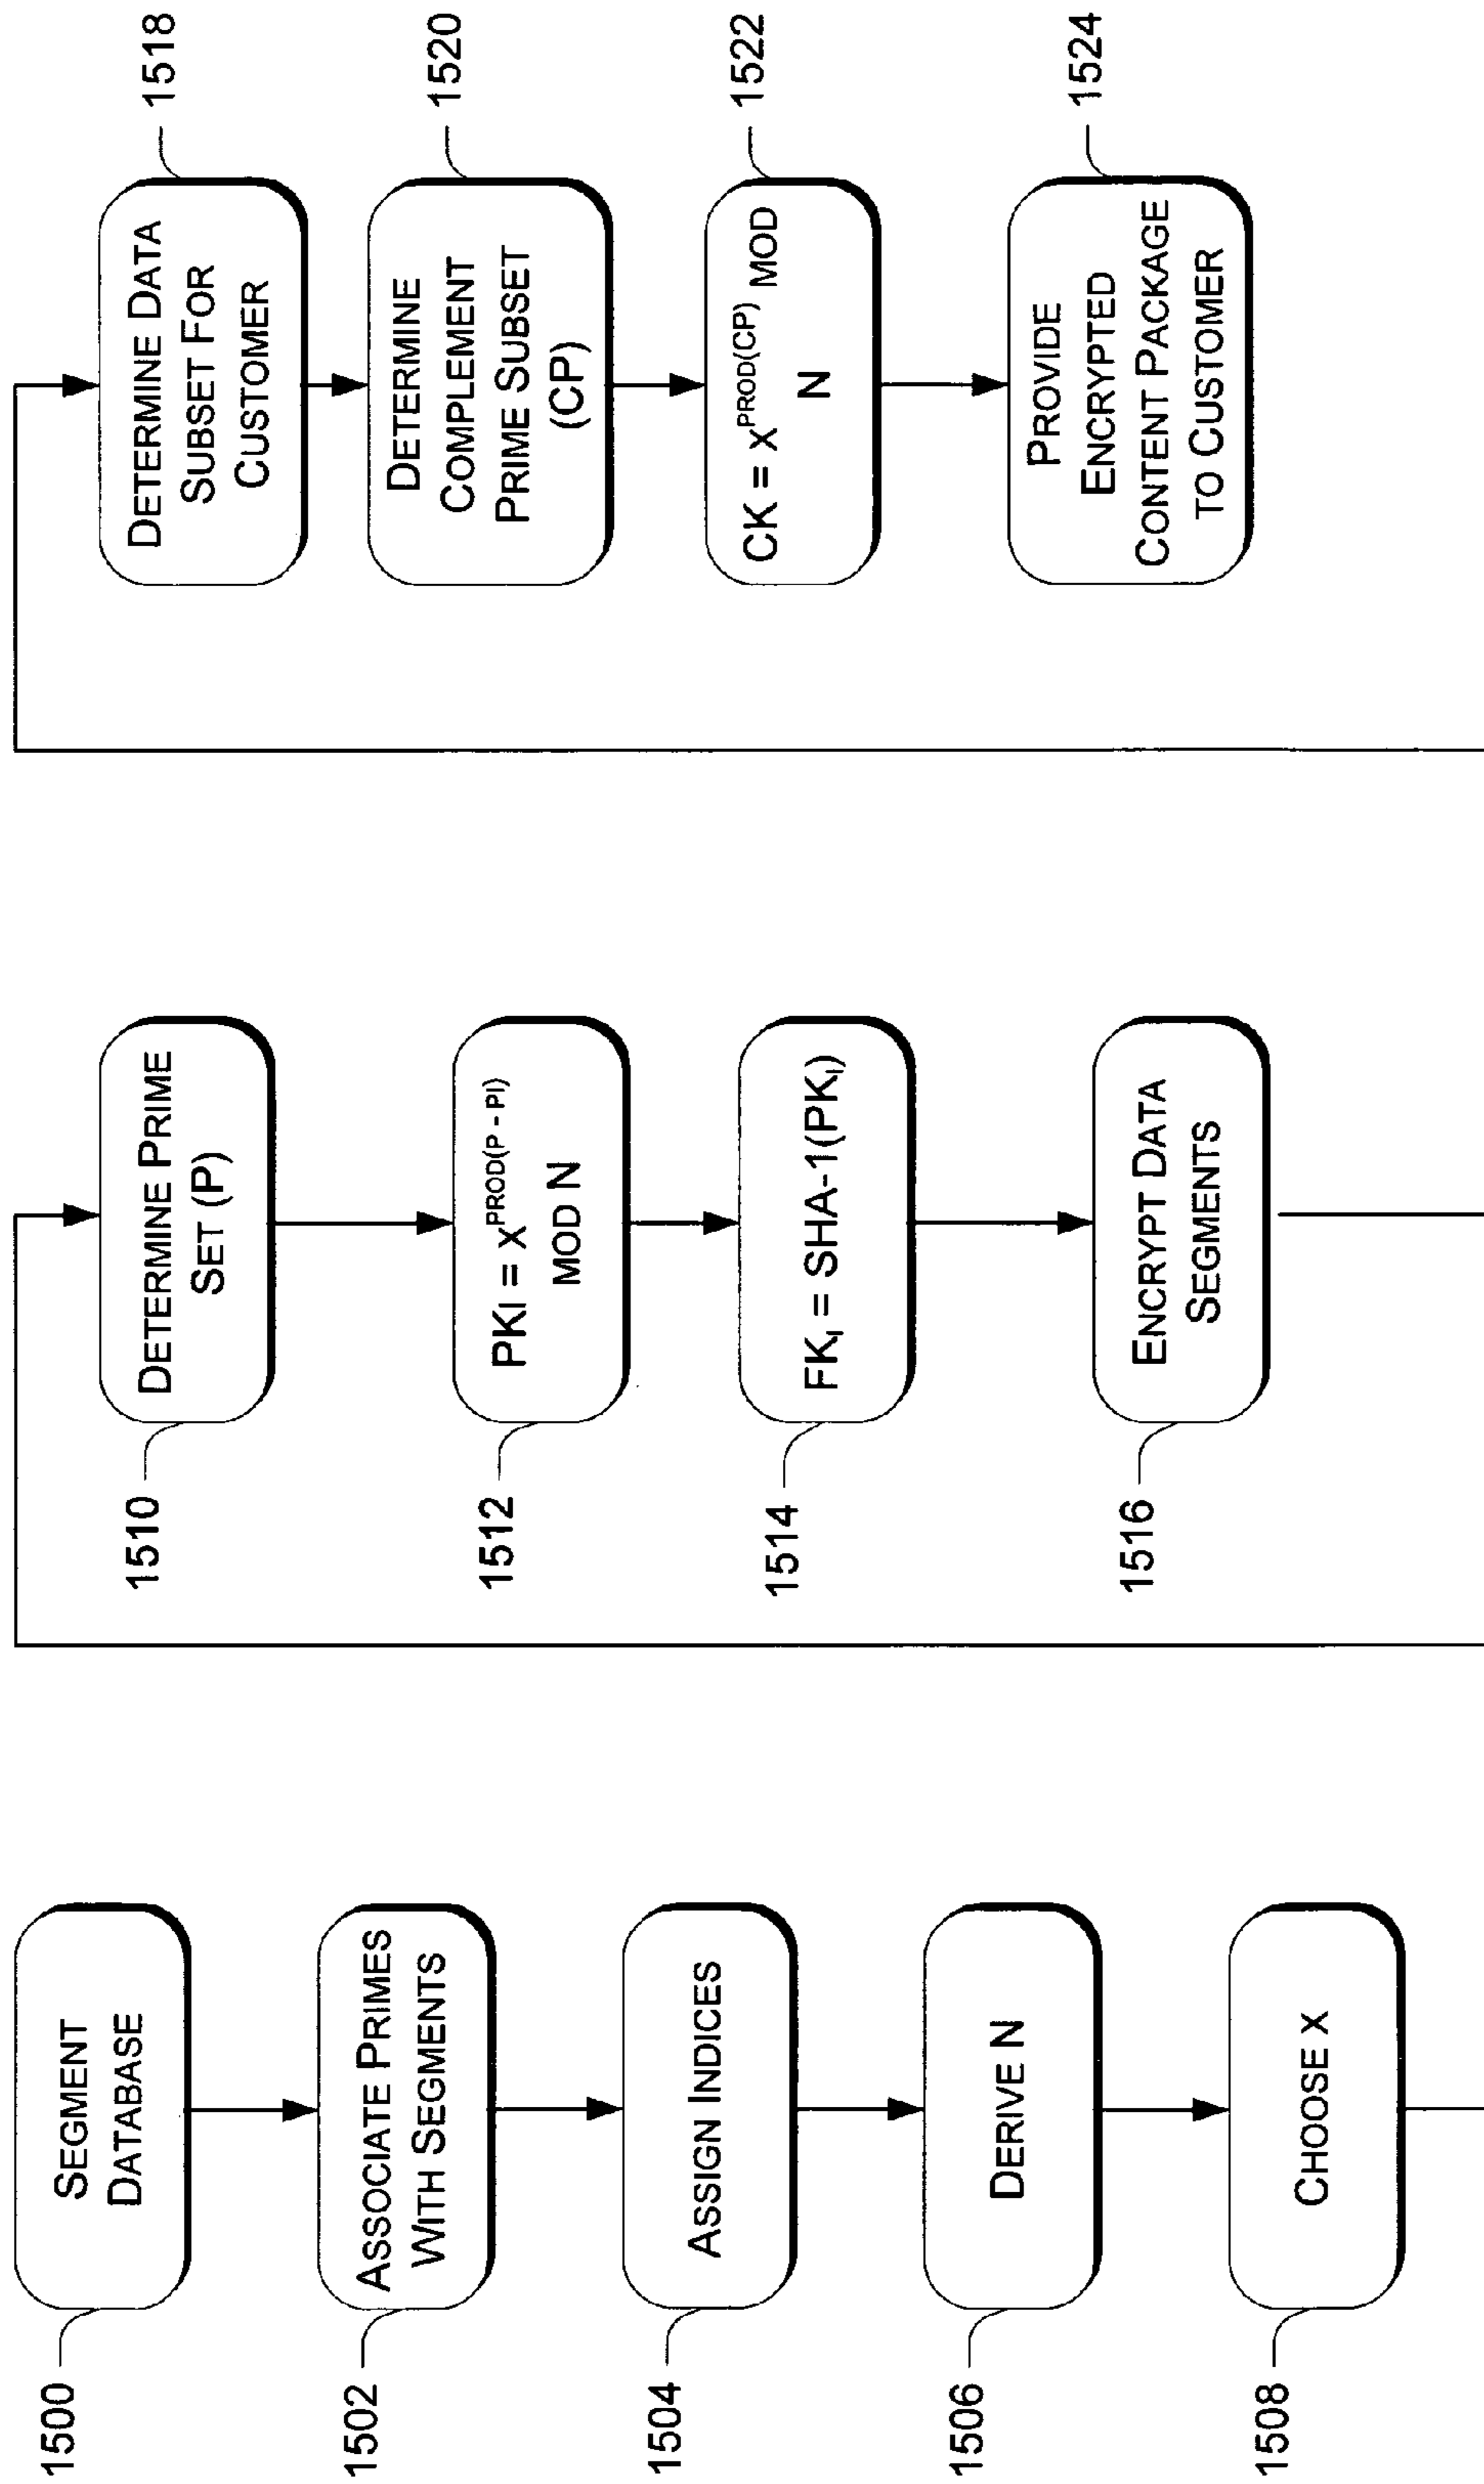 1500
SEGMENT
DATABASE
1502
ASSOCIATE PRIMES
WITH SEGMENTS
1504
ASSIGN INDICES
1506
DERIVE N
1508
CHOOSE X
1510
DETERMINE PRIME
SET (P)
1512
PKI = X^PROD(P - PI)
MOD N
1514
FKI = SHA-1(PKI)
1516
ENCRYPT DATA
SEGMENTS
1518
DETERMINE DATA
SUBSET FOR
CUSTOMER
1520
DETERMINE
COMPLEMENT
PRIME SUBSET
(CP)
1522
CK = X^PROD(CP) MOD
N
1524
PROVIDE
ENCRYPTED
CONTENT PACKAGE
TO CUSTOMER